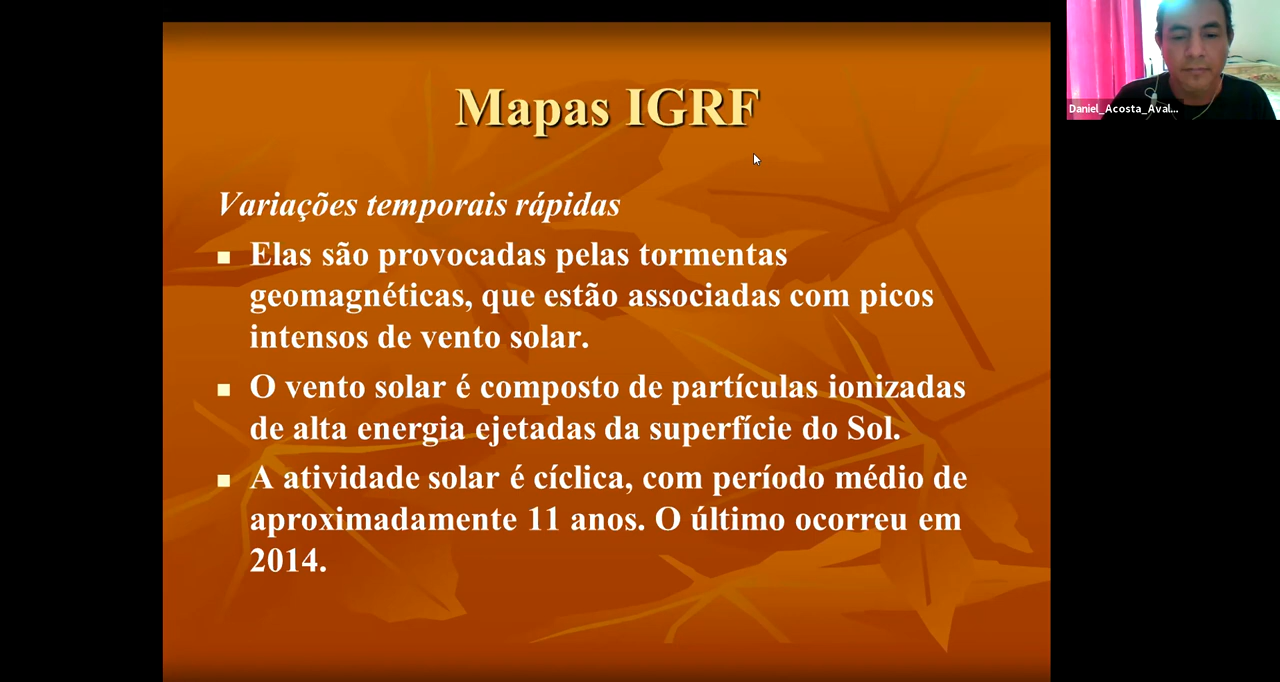 Mapas IGRF
Daniel_Acosta_Aval...
Variações temporais rápidas
Elas são provocadas pelas tormentas
geomagnéticas, que estão associadas com picos
intensos de vento solar.
O vento solar é composto de partículas ionizadas
de alta energia ejetadas da superfície do Sol.
A atividade solar é cíclica, com período médio de
aproximadamente 11 anos. O último ocorreu em
2014.